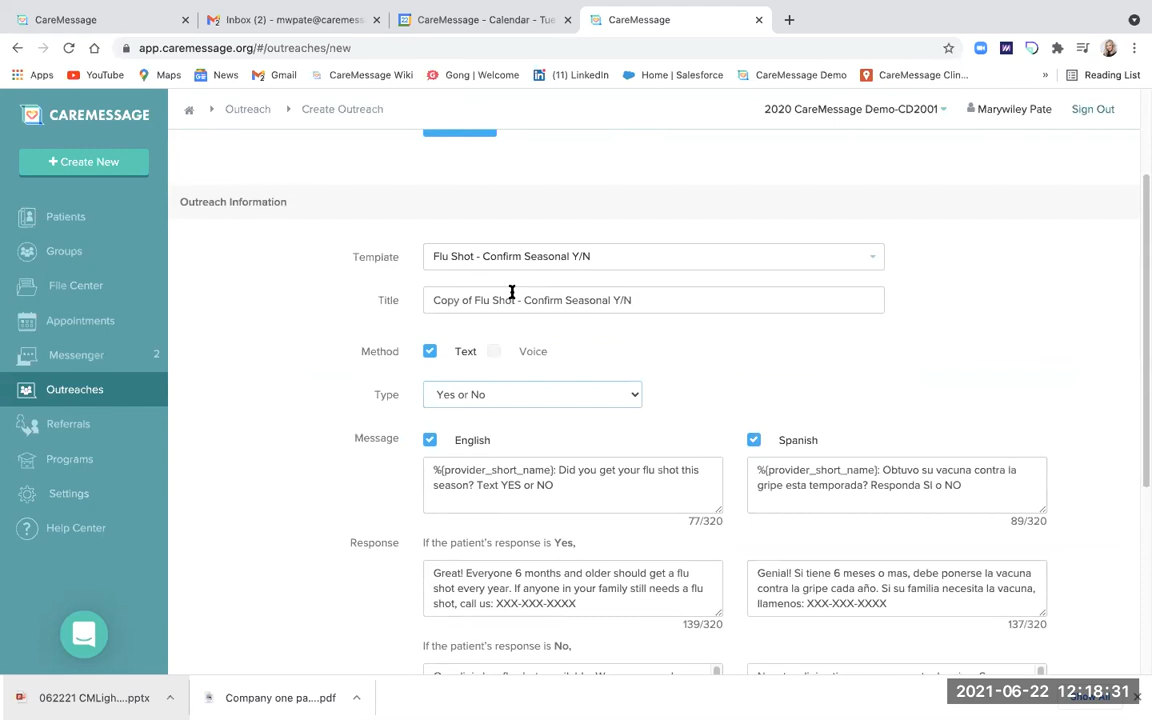 CareMessage
Inbox (2) - mwpate@caremess
CareMessage - Calendar - Tue
CareMessage
app.caremessage.org/#/outreaches/new
Apps
YouTube
Maps
News
Gmail
CareMessage Wiki
Gong | Welcome
(11) LinkedIn
Home | Salesforce
CareMessage Demo
CareMessage Clin...
»
Reading List
CAREMESSAGE
Outreach
Create Outreach
2020 CareMessage Demo-CD2001
Marywiley Pate
Sign Out
+ Create New
Patients
Groups
File Center
Appointments
Messenger
2
Outreaches
Referrals
Programs
Settings
Help Center
Outreach Information
Template
Flu Shot - Confirm Seasonal Y/N
Title
Copy of Flu Shot - Confirm Seasonal Y/N
Method
Text
Voice
Type
Yes or No
Message
English
Spanish
%{provider_short_name}: Did you get your flu shot this
season? Text YES or NO
77/320
%{provider_short_name}: Obtuvo su vacuna contra la
gripe esta temporada? Responda SI o NO
89/320
Response
If the patient's response is Yes,
Great! Everyone 6 months and older should get a flu
shot every year. If anyone in your family still needs a flu
shot, call us: XXX-XXX-XXXX
139/320
Genial! Si tiene 6 meses o mas, debe ponerse la vacuna
contra la gripe cada año. Si su familia necesita la vacuna,
llamenos: XXX-XXX-XXXX
137/320
If the patient's response is No,
062221 CMLigh....pptx
Company one pa....pdf
2021-06-22 12:18:31